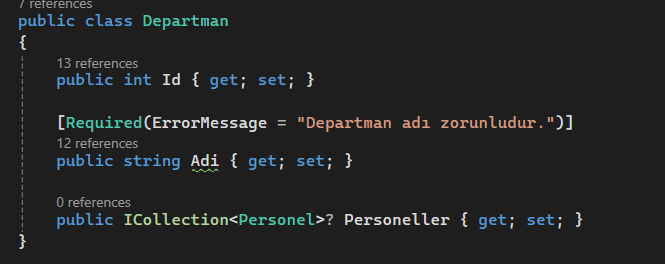 7 references
public class Departman
{
13 references
public int Id { get; set; }
[Required(ErrorMessage = "Departman adı zorunludur.")]
12 references
public string Adi { get; set; }
0 references
public ICollection<Personel>? Personeller { get; set; }
}